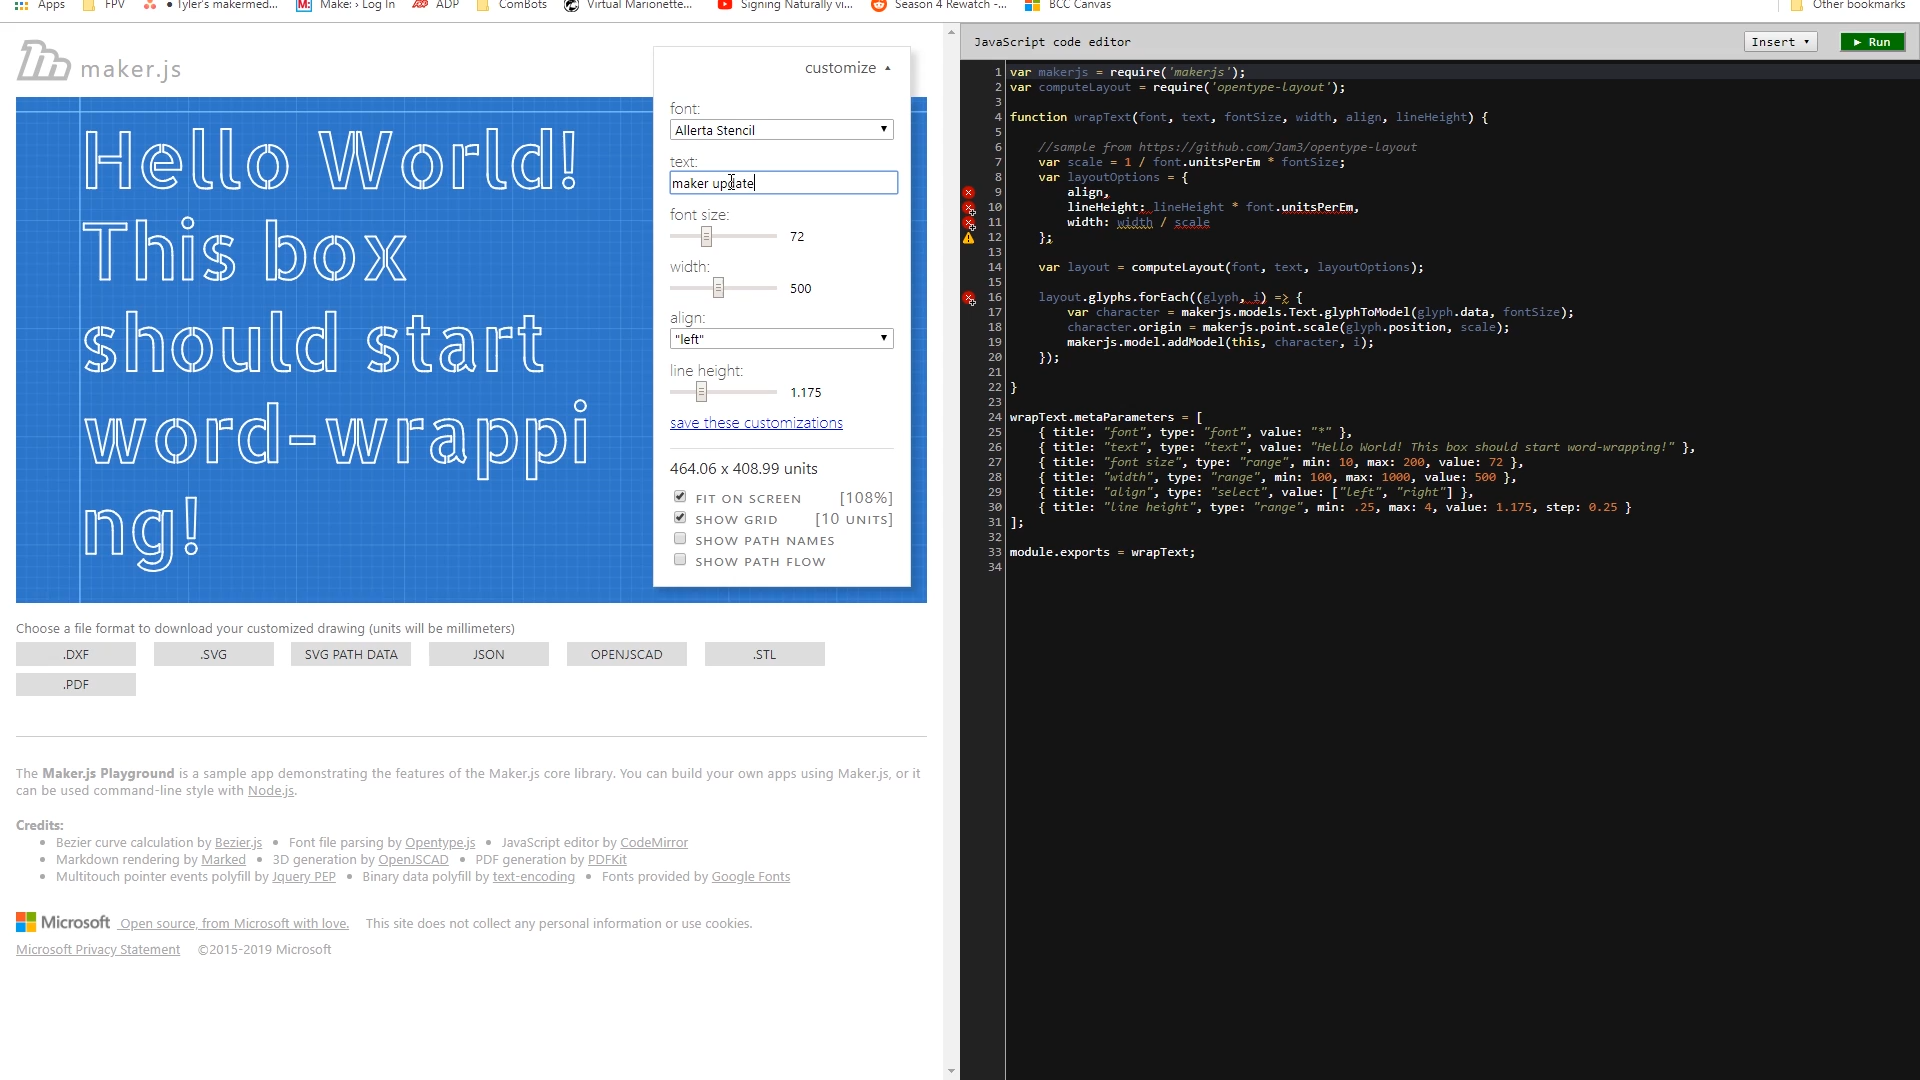 Apps FPV • Tyler's makermed... Make: › Log In ADP ComBots Virtual Marionette... Signing Naturally vi... Season 4 Rewatch -... BCC Canvas Other bookmarks
maker.js
Hello World!
This box
should start
word-wrappi
ng!
customize ▲
font:
Allerta Stencil
text:
maker update
font size:
72
width:
500
align:
"left"
line height:
1.175
save these customizations
464.06 x 408.99 units
FIT ON SCREEN [108%]
SHOW GRID [10 UNITS]
SHOW PATH NAMES
SHOW PATH FLOW
Choose a file format to download your customized drawing (units will be millimeters)
.DXF .SVG SVG PATH DATA JSON OPENJSCAD .STL
.PDF
The Maker.js Playground is a sample app demonstrating the features of the Maker.js core library. You can build your own apps using Maker.js, or it
can be used command-line style with Node.js.
Credits:
• Bezier curve calculation by Bezier.js • Font file parsing by Opentype.js • JavaScript editor by CodeMirror
• Markdown rendering by Marked • 3D generation by OpenJSCAD • PDF generation by PDFKit
• Multitouch pointer events polyfill by Jquery PEP • Binary data polyfill by text-encoding • Fonts provided by Google Fonts
Microsoft Open source, from Microsoft with love. This site does not collect any personal information or use cookies.
Microsoft Privacy Statement ©2015-2019 Microsoft
JavaScript code editor Insert ▾ ► Run
1 var makerjs = require('makerjs');
2 var computeLayout = require('opentype-layout');
3
4 function wrapText(font, text, fontSize, width, align, lineHeight) {
5
6 //sample from https://github.com/Jam3/opentype-layout
7 var scale = 1 / font.unitsPerEm * fontSize;
8 var layoutOptions = {
9 align,
10 lineHeight: lineHeight * font.unitsPerEm,
11 width: width / scale
12 };
13
14 var layout = computeLayout(font, text, layoutOptions);
15
16 layout.glyphs.forEach((glyph, i) => {
17 var character = makerjs.models.Text.glyphToModel(glyph.data, fontSize);
18 character.origin = makerjs.point.scale(glyph.position, scale);
19 makerjs.model.addModel(this, character, i);
20 });
21
22 }
23
24 wrapText.metaParameters = [
25 { title: "font", type: "font", value: "*" },
26 { title: "text", type: "text", value: "Hello World! This box should start word-wrapping!" },
27 { title: "font size", type: "range", min: 10, max: 200, value: 72 },
28 { title: "width", type: "range", min: 100, max: 1000, value: 500 },
29 { title: "align", type: "select", value: ["left", "right"] },
30 { title: "line height", type: "range", min: .25, max: 4, value: 1.175, step: 0.25 }
31 ];
32
33 module.exports = wrapText;
34